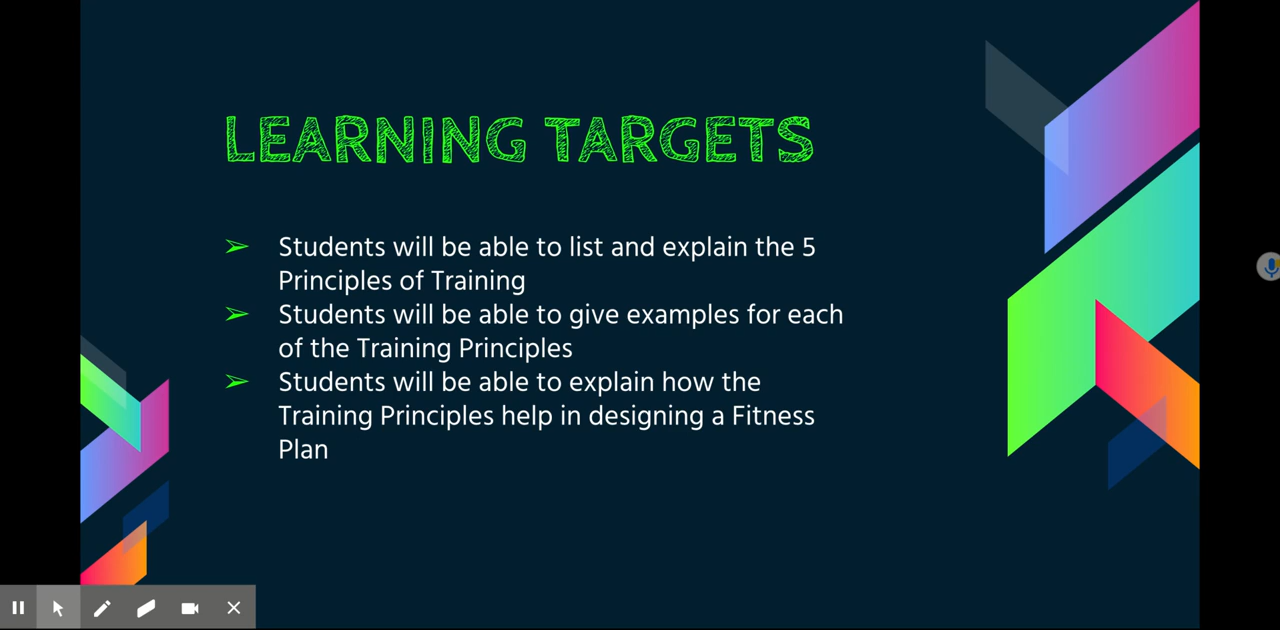 LEARNING TARGETS
➢ Students will be able to list and explain the 5
Principles of Training
➢ Students will be able to give examples for each
of the Training Principles
➢ Students will be able to explain how the
Training Principles help in designing a Fitness
Plan